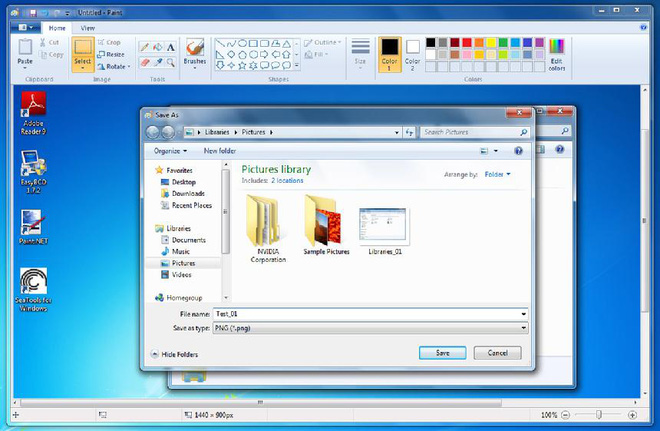 Untitled - Paint
Home View
Paste
Cut
Copy
Clipboard
Select
Crop
Resize
Rotate
Image
Tools
Brushes
Shapes
Outline
Fill
Size
Color 1
Color 2
Edit colors
Colors
Adobe Reader 9
EasyBCD 1.7.2
Paint.NET
SeaTools for Windows
Save As
Libraries Pictures
Search Pictures
Organize New folder
Favorites
Desktop
Downloads
Recent Places
Libraries
Documents
Music
Pictures
Videos
Homegroup
Pictures library
Includes: 2 locations
Arrange by: Folder
NVIDIA Corporation
Sample Pictures
Libraries_01
File name: Test_01
Save as type: PNG (*.png)
Hide Folders
Save
Cancel
1440 × 900px
100%